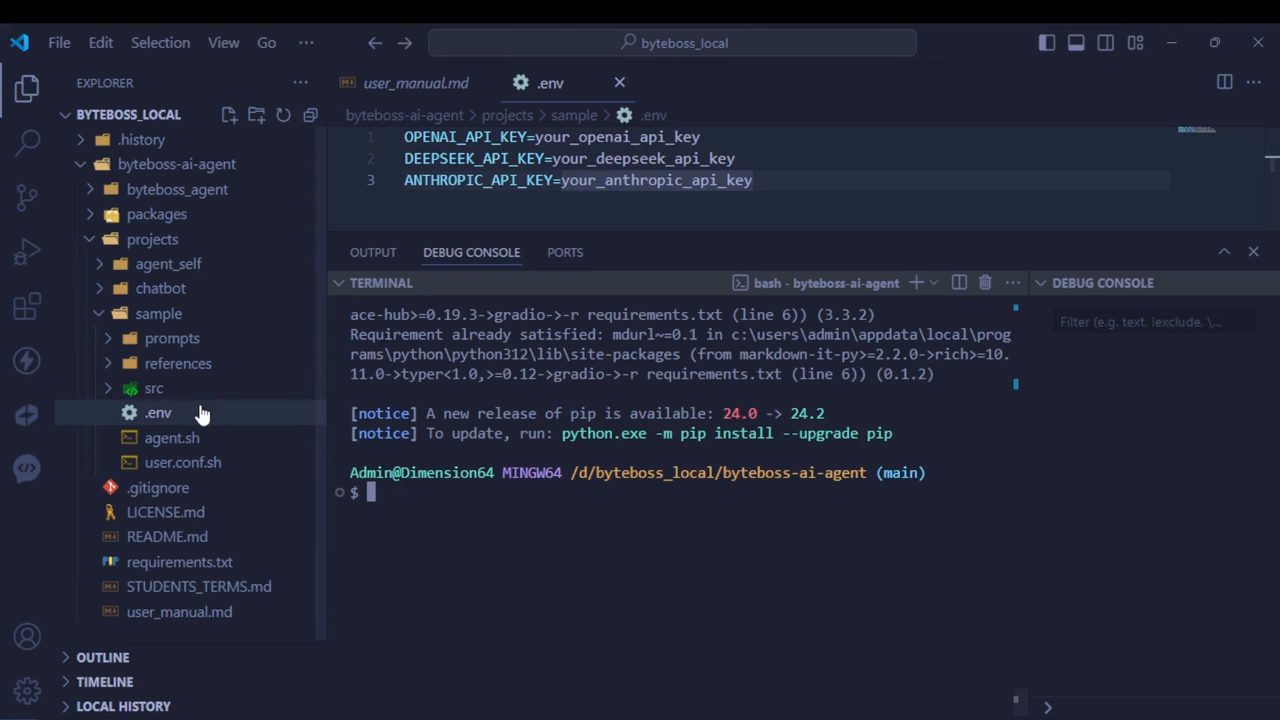 File Edit Selection View Go ···
byteboss_local
EXPLORER ···
BYTEBOSS_LOCAL
.history
byteboss-ai-agent
byteboss_agent
packages
projects
agent_self
chatbot
sample
prompts
references
src
.env
agent.sh
user.conf.sh
.gitignore
LICENSE.md
README.md
requirements.txt
STUDENTS_TERMS.md
user_manual.md
OUTLINE
TIMELINE
LOCAL HISTORY
user_manual.md .env
byteboss-ai-agent > projects > sample > .env
1 OPENAI_API_KEY=your_openai_api_key
2 DEEPSEEK_API_KEY=your_deepseek_api_key
3 ANTHROPIC_API_KEY=your_anthropic_api_key
OUTPUT DEBUG CONSOLE PORTS
TERMINAL bash - byteboss-ai-agent
ace-hub>=0.19.3->gradio->-r requirements.txt (line 6)) (3.3.2)
Requirement already satisfied: mdurl~=0.1 in c:\users\admin\appdata\local\prog
rams\python\python312\lib\site-packages (from markdown-it-py>=2.2.0->rich>=10.
11.0->typer<1.0,>=0.12->gradio->-r requirements.txt (line 6)) (0.1.2)
[notice] A new release of pip is available: 24.0 -> 24.2
[notice] To update, run: python.exe -m pip install --upgrade pip
Admin@Dimension64 MINGW64 /d/byteboss_local/byteboss-ai-agent (main)
$
DEBUG CONSOLE
Filter (e.g. text, !exclude, \...